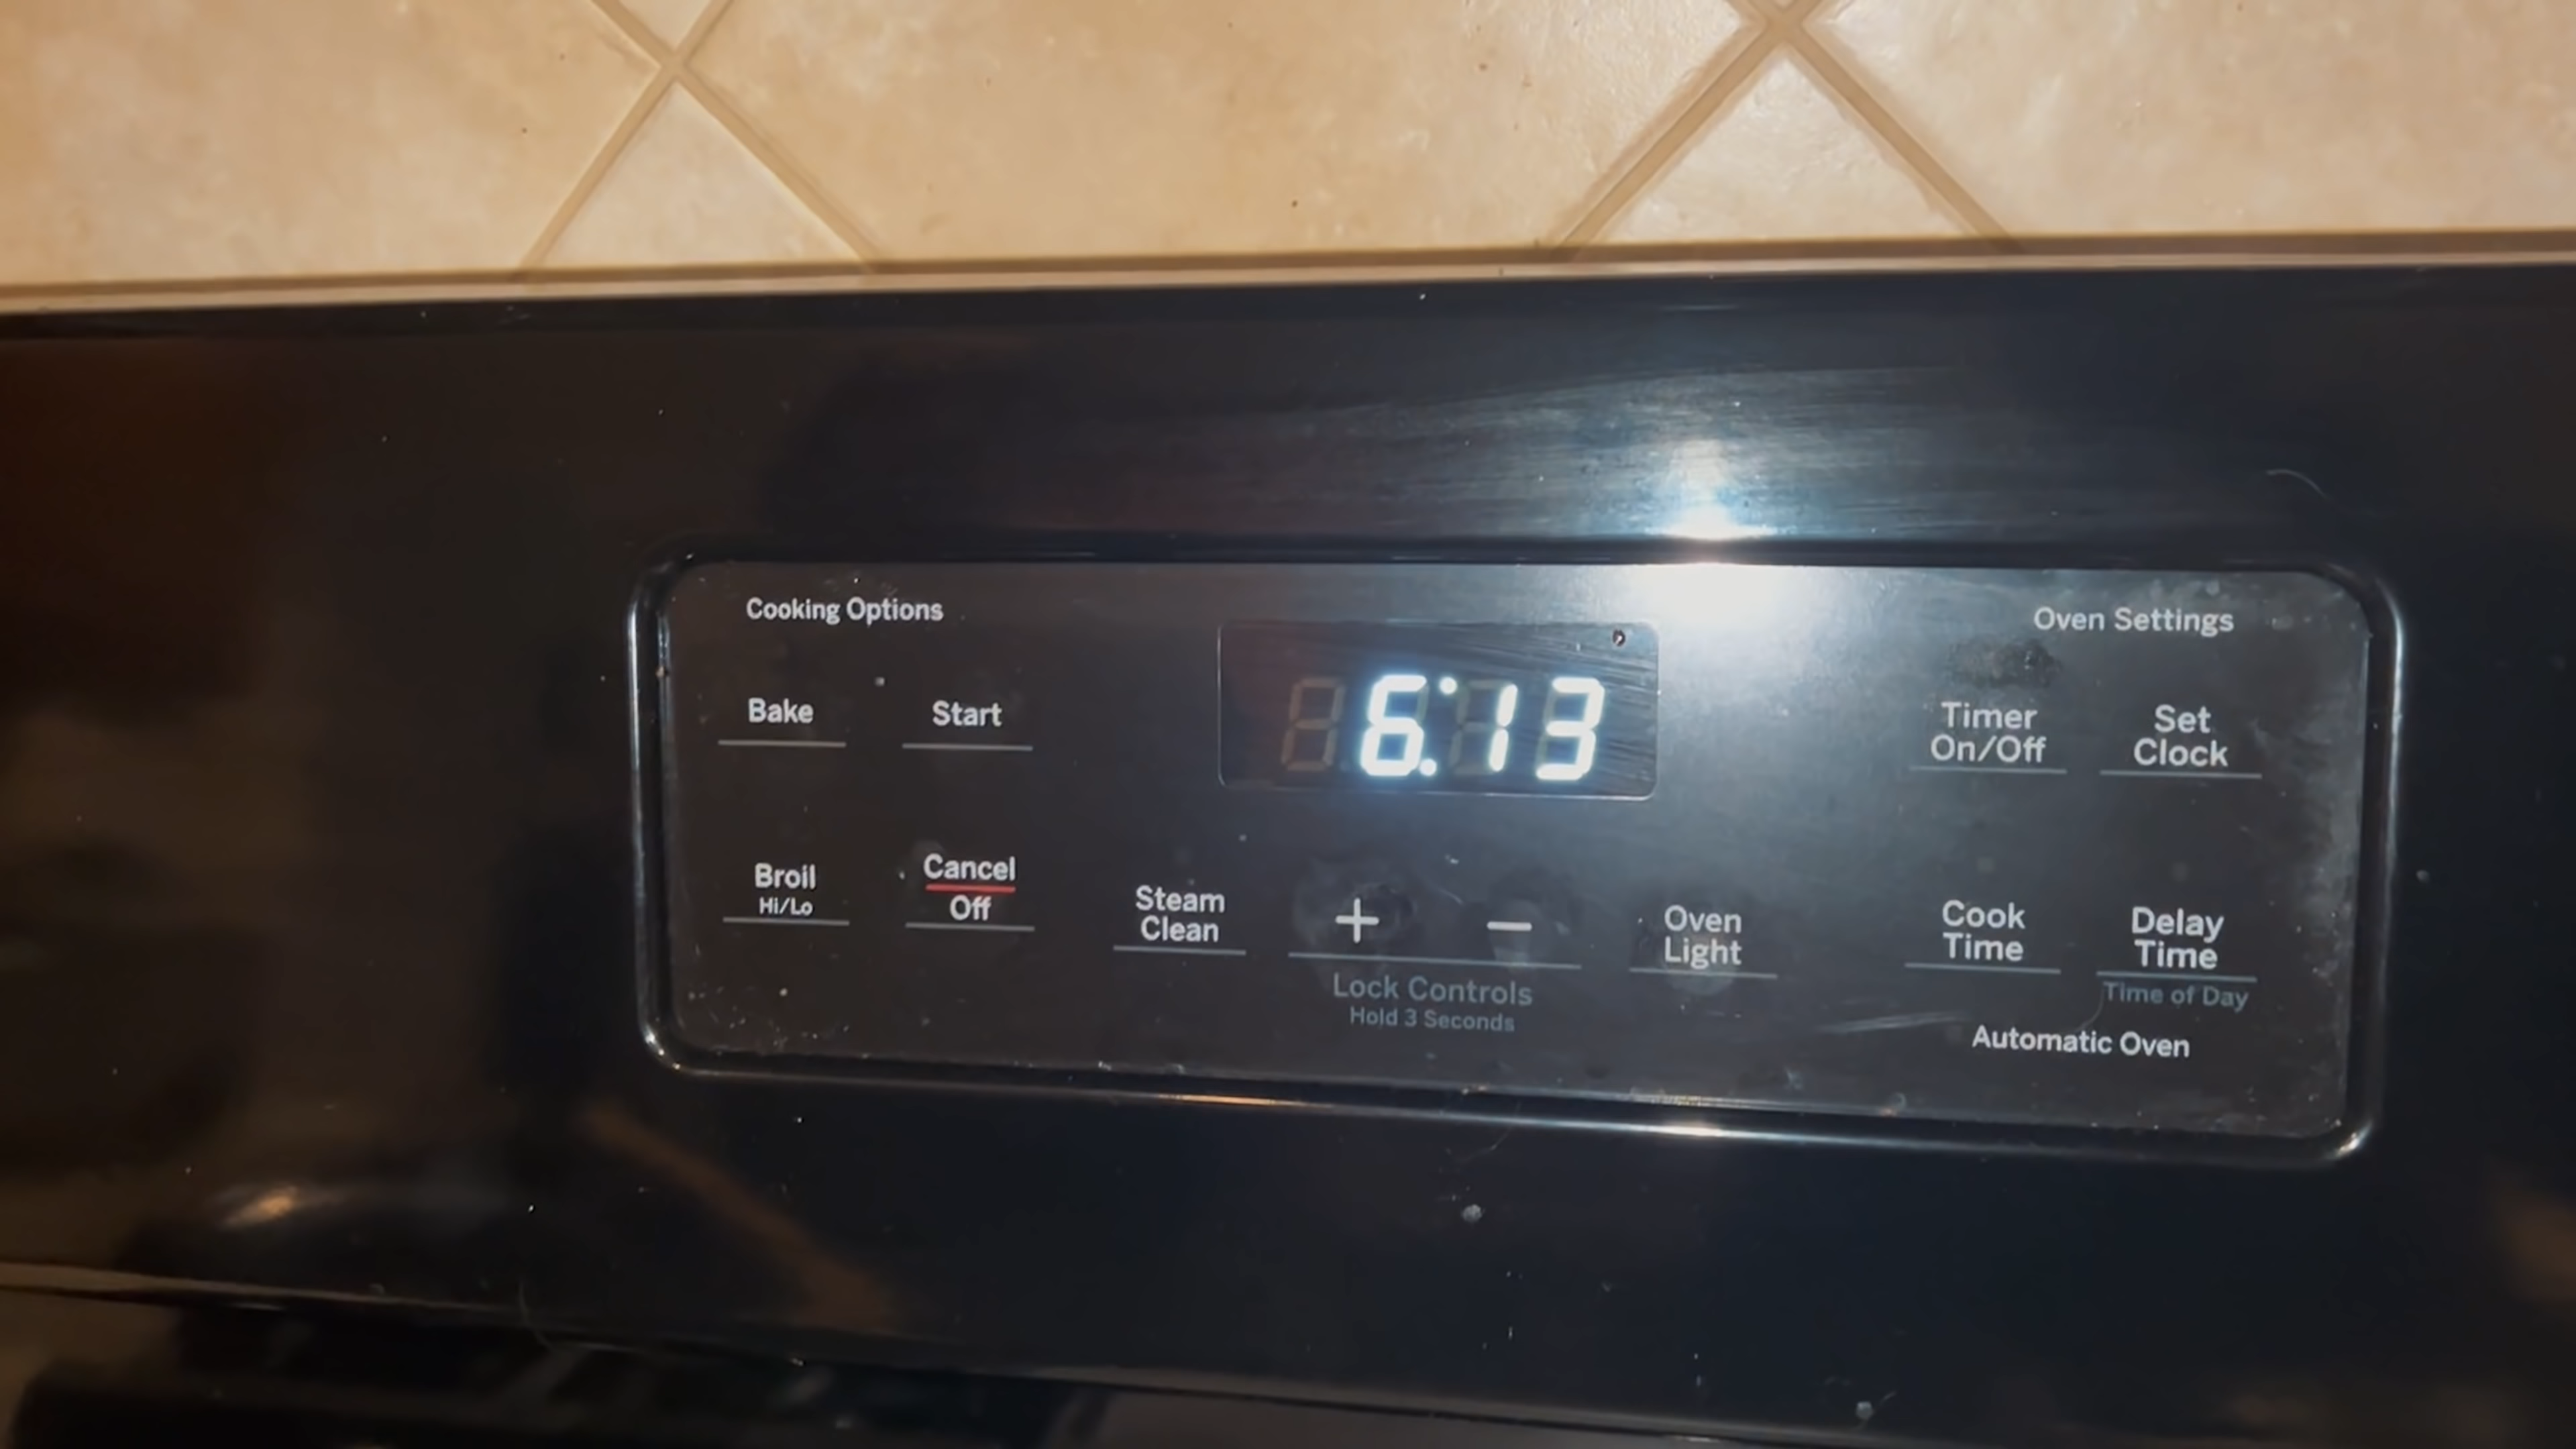 Cooking Options
Oven Settings
6:13
Bake
Start
Timer
On/Off
Set
Clock
Broil
Hi/Lo
Cancel
Off
Steam
Clean
+
−
Lock Controls
Hold 3 Seconds
Oven
Light
Cook
Time
Delay
Time
Time of Day
Automatic Oven